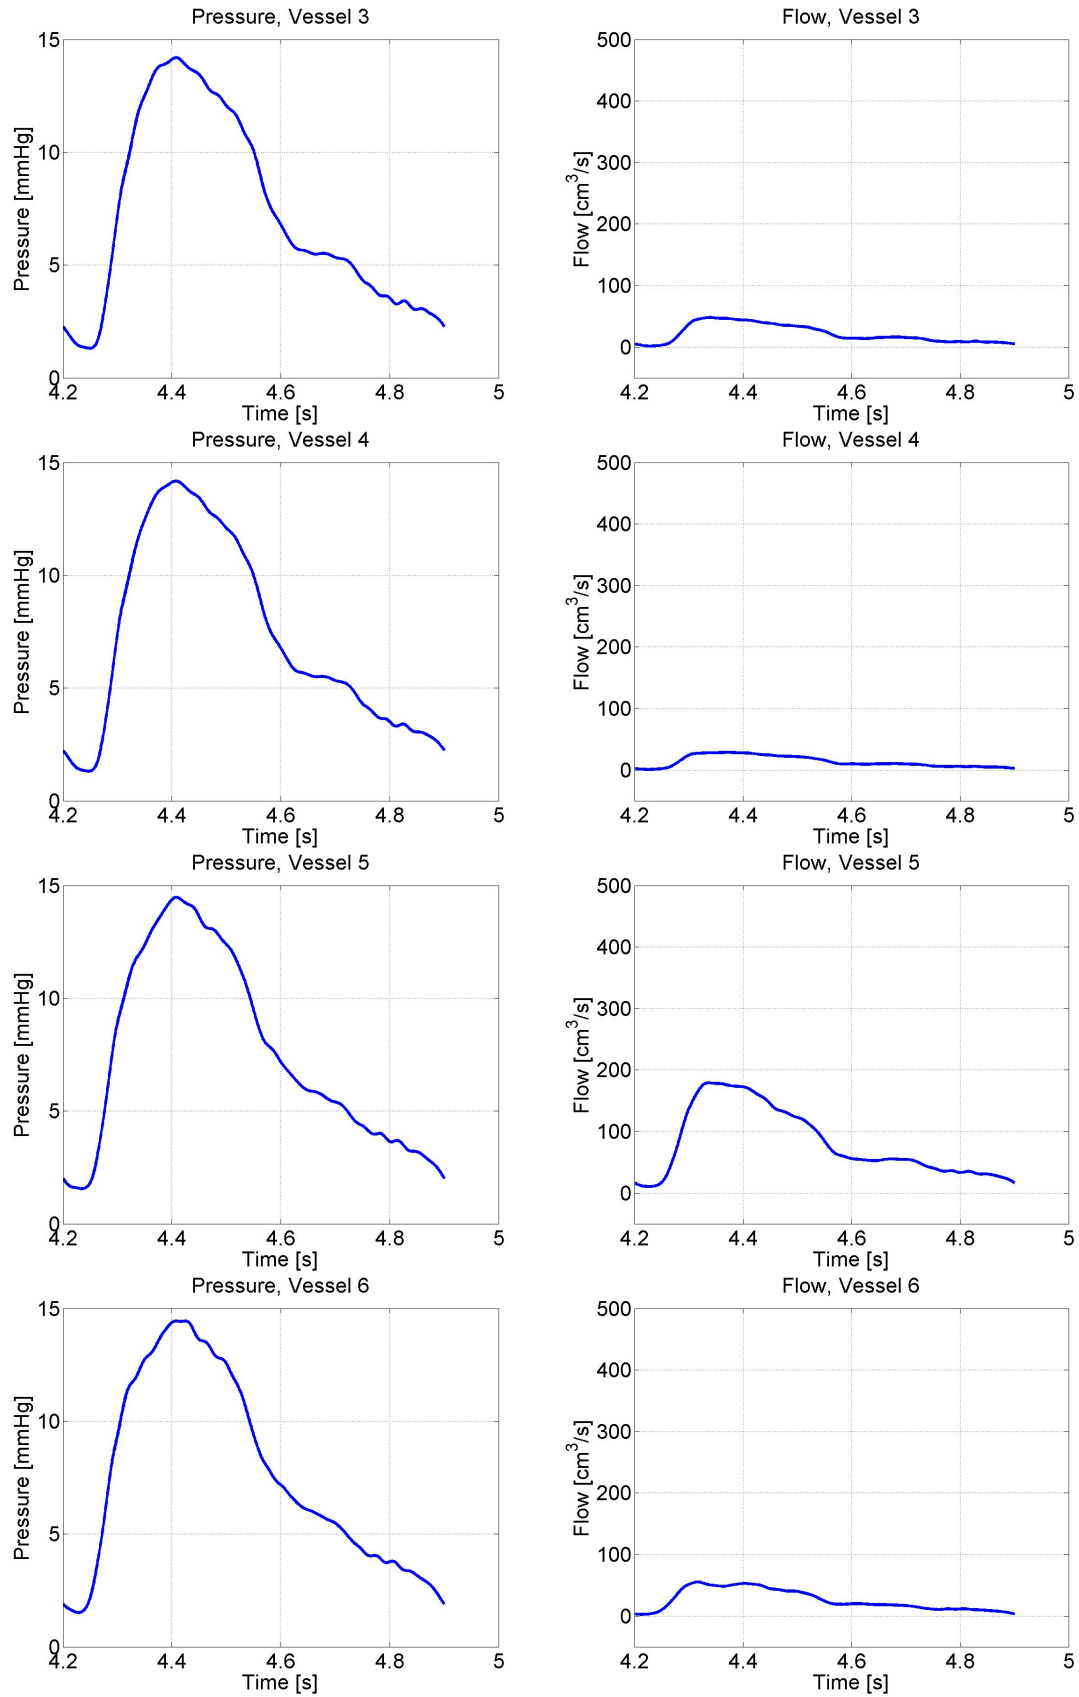 Pressure, Vessel 3
Pressure [mmHg]
15
10
5
0
4.2 4.4 4.6 4.8 5
Time [s]
Flow, Vessel 3
Flow [cm³/s]
500
400
300
200
100
0
4.2 4.4 4.6 4.8 5
Time [s]
Pressure, Vessel 4
Pressure [mmHg]
15
10
5
0
4.2 4.4 4.6 4.8 5
Time [s]
Flow, Vessel 4
Flow [cm³/s]
500
400
300
200
100
0
4.2 4.4 4.6 4.8 5
Time [s]
Pressure, Vessel 5
Pressure [mmHg]
15
10
5
0
4.2 4.4 4.6 4.8 5
Time [s]
Flow, Vessel 5
Flow [cm³/s]
500
400
300
200
100
0
4.2 4.4 4.6 4.8 5
Time [s]
Pressure, Vessel 6
Pressure [mmHg]
15
10
5
0
4.2 4.4 4.6 4.8 5
Time [s]
Flow, Vessel 6
Flow [cm³/s]
500
400
300
200
100
0
4.2 4.4 4.6 4.8 5
Time [s]